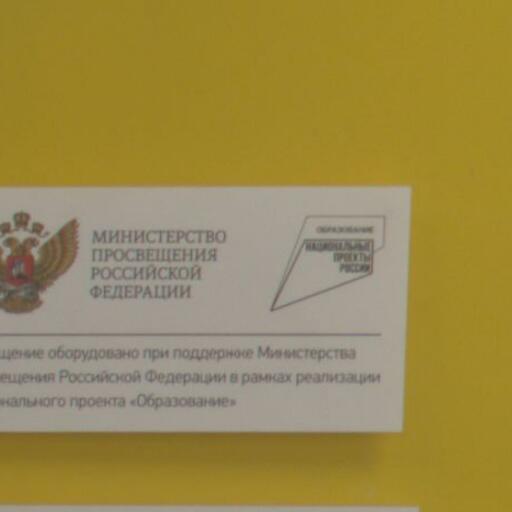 МИНИСТЕРСТВО
ПРОСВЕЩЕНИЯ
РОССИЙСКОЙ
ФЕДЕРАЦИИ
ОБРАЗОВАНИЕ
НАЦИОНАЛЬНЫЕ
ПРОЕКТЫ
РОССИИ
щение оборудовано при поддержке Министерства
ещения Российской Федерации в рамках реализации
нального проекта «Образование»